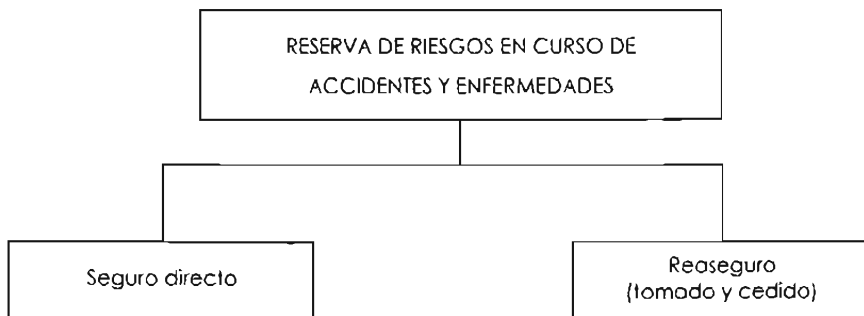 RESERVA DE RIESGOS EN CURSO DE
ACCIDENTES Y ENFERMEDADES
Seguro directo
Reaseguro
(tomado y cedido)